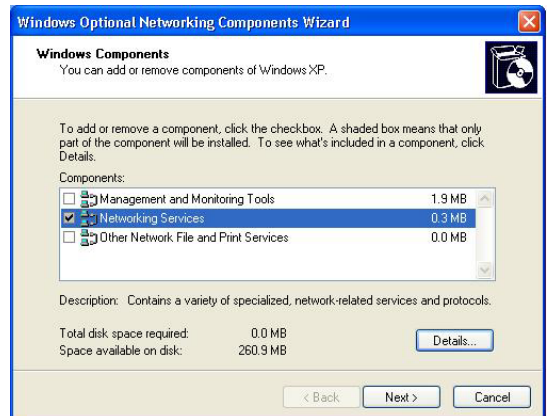 Windows Optional Networking Components Wizard
Windows Components
You can add or remove components of Windows XP.
To add or remove a component, click the checkbox. A shaded box means that only
part of the component will be installed. To see what's included in a component, click
Details.
Components:
Management and Monitoring Tools 1.9 MB
Networking Services 0.3 MB
Other Network File and Print Services 0.0 MB
Description: Contains a variety of specialized, network-related services and protocols.
Total disk space required: 0.0 MB
Space available on disk: 260.9 MB
Details...
< Back Next > Cancel